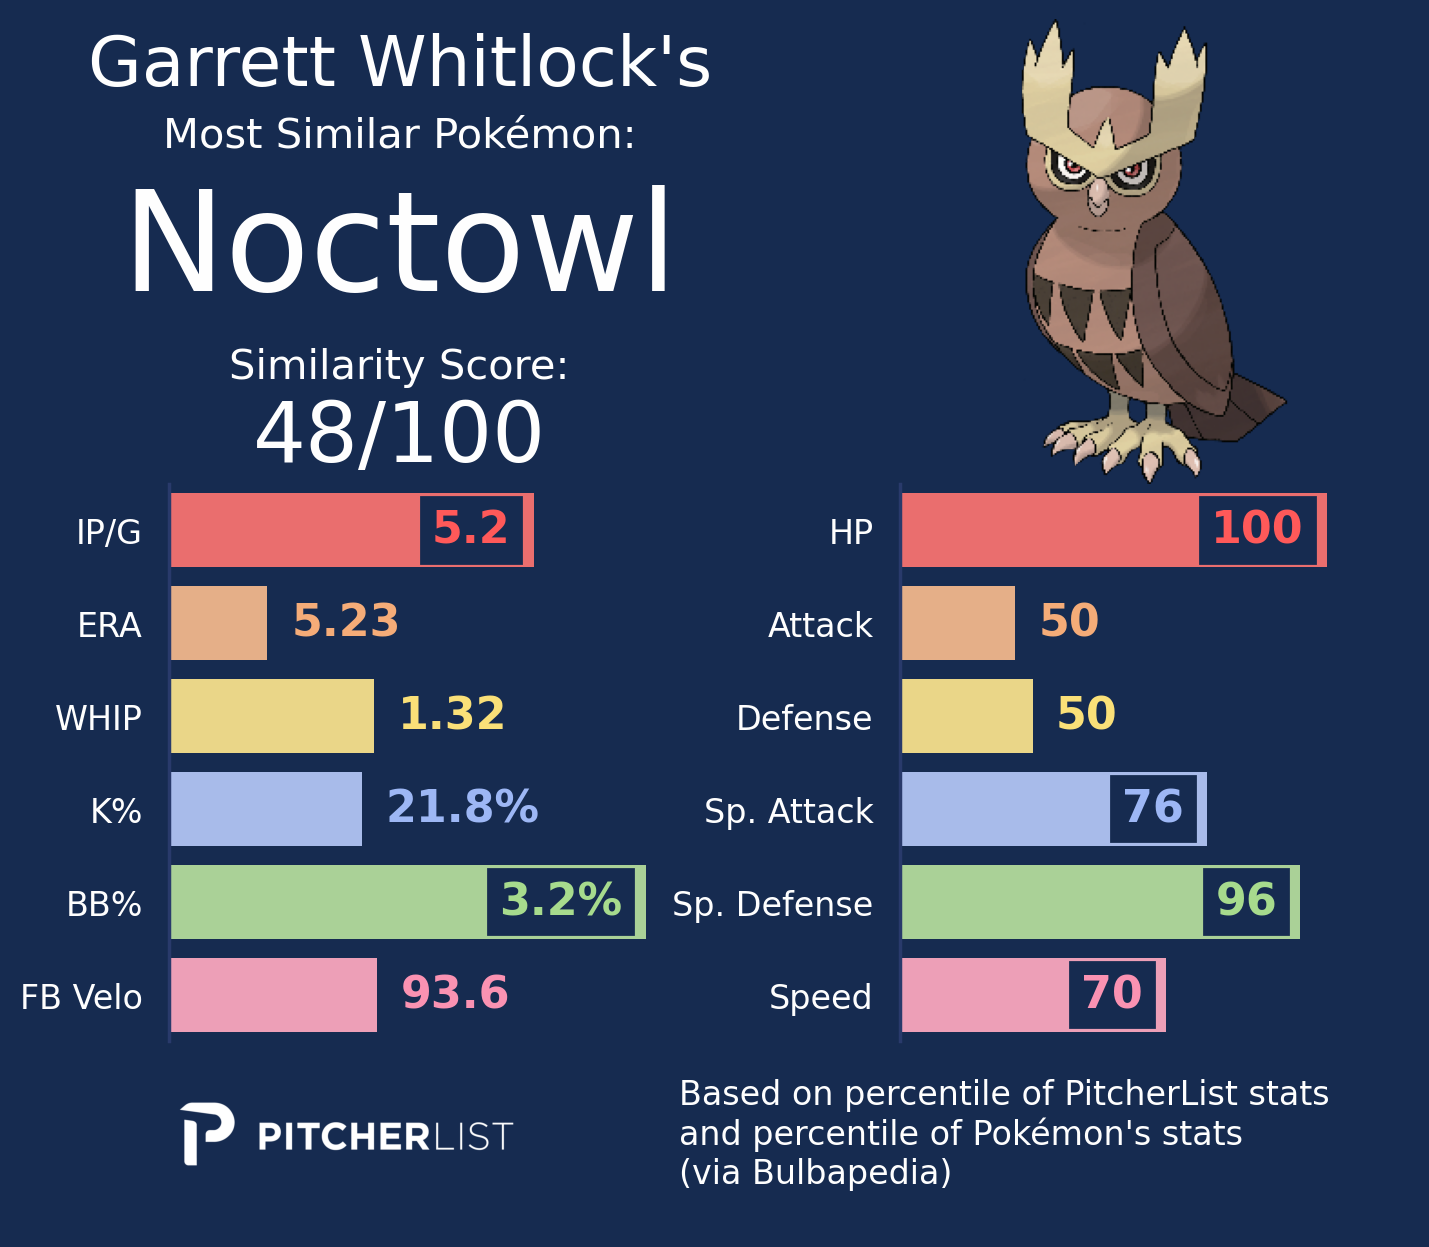 Garrett Whitlock's
Most Similar Pokémon:
Noctowl
Similarity Score:
48/100
IP/G 5.2
ERA 5.23
WHIP 1.32
K% 21.8%
BB% 3.2%
FB Velo 93.6
HP 100
Attack 50
Defense 50
Sp. Attack 76
Sp. Defense 96
Speed 70
PITCHERLIST
Based on percentile of PitcherList stats
and percentile of Pokémon's stats
(via Bulbapedia)